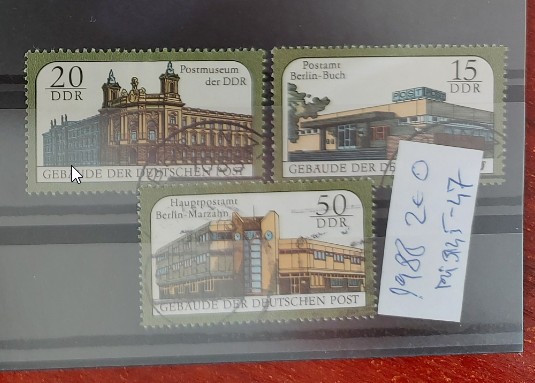 20
DDR
Postmuseum
der DDR
GEBÄUDE DER DEUTSCHEN POST
Postamt
Berlin-Buch
15
DDR
GEBÄUDE DER POST
Hauptpostamt
Berlin-Marzahn
50
DDR
GEBÄUDE DER DEUTSCHEN POST
1988